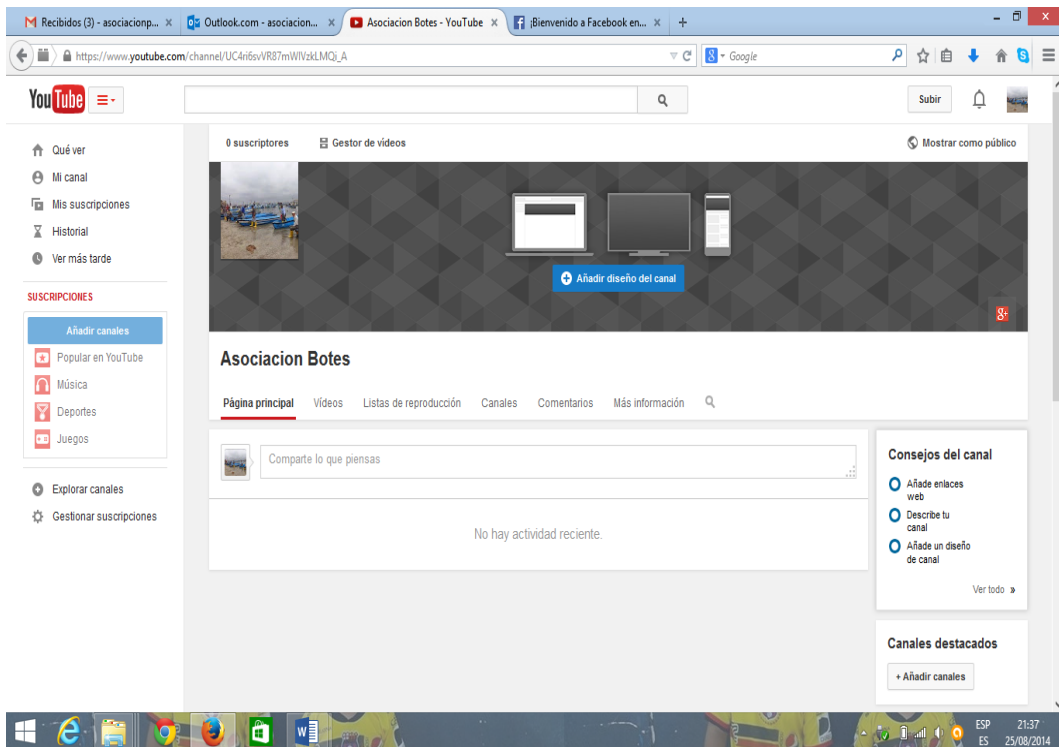 Recibidos (3) - asociacionp...
Outlook.com - asociacion...
Asociacion Botes - YouTube
¡Bienvenido a Facebook en...
https://www.youtube.com/channel/UC4ri6svVR87mWIVzkLMQi_A
Google
YouTube
Subir
Qué ver
Mi canal
Mis suscripciones
Historial
Ver más tarde
SUSCRIPCIONES
Añadir canales
Popular en YouTube
Música
Deportes
Juegos
Explorar canales
Gestionar suscripciones
0 suscriptores
Gestor de vídeos
Mostrar como público
Añadir diseño del canal
Asociacion Botes
Página principal
Vídeos
Listas de reproducción
Canales
Comentarios
Más información
Comparte lo que piensas
No hay actividad reciente.
Consejos del canal
Añade enlaces
web
Describe tu
canal
Añade un diseño
de canal
Ver todo »
Canales destacados
+ Añadir canales
ESP
ES
21:37
25/08/2014